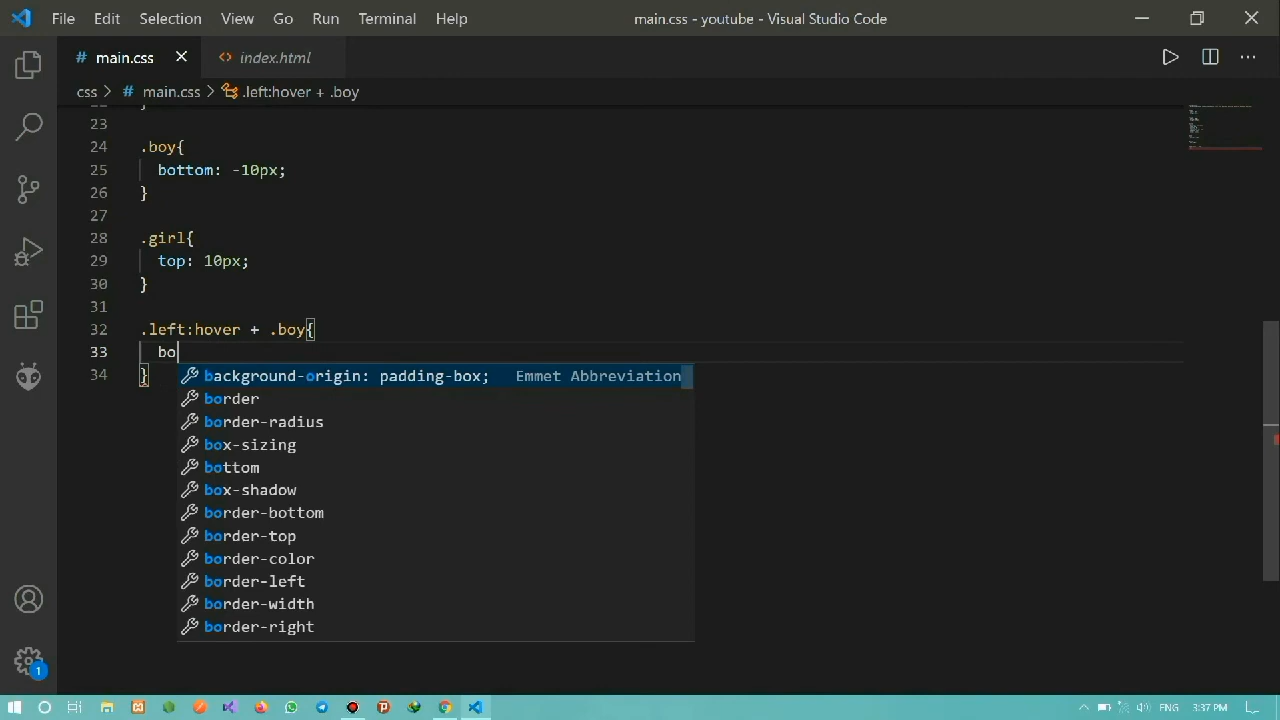 File Edit Selection View Go Run Terminal Help main.css - youtube - Visual Studio Code
# main.css <> index.html
css > # main.css > .left:hover + .boy
23
24 .boy{
25 bottom: -10px;
26 }
27
28 .girl{
29 top: 10px;
30 }
31
32 .left:hover + .boy{
33 bo
34 }
background-origin: padding-box; Emmet Abbreviation
border
border-radius
box-sizing
bottom
box-shadow
border-bottom
border-top
border-color
border-left
border-width
border-right
1
ENG 3:37 PM